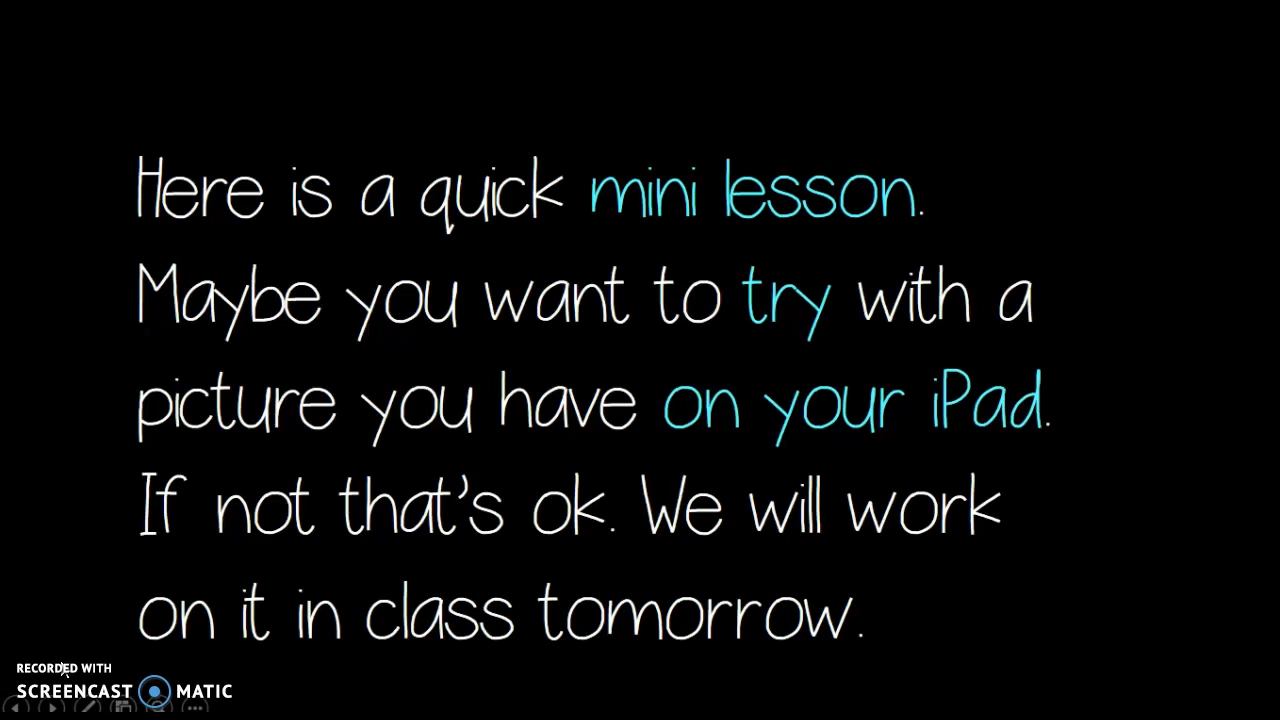 Here is a quick mini lesson.
Maybe you want to try with a
picture you have on your iPad.
If not that's ok. We will work
on it in class tomorrow.
RECORDED WITH
SCREENCAST MATIC